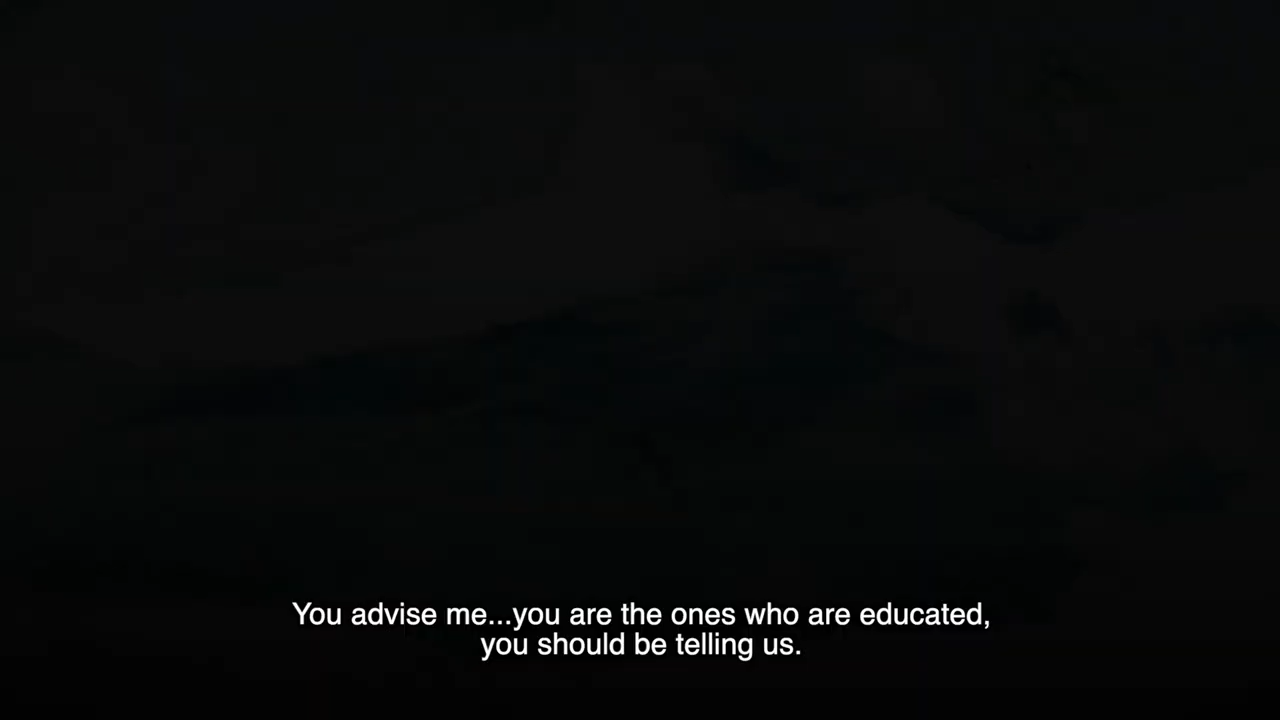 You advise me...you are the ones who are educated,
you should be telling us.